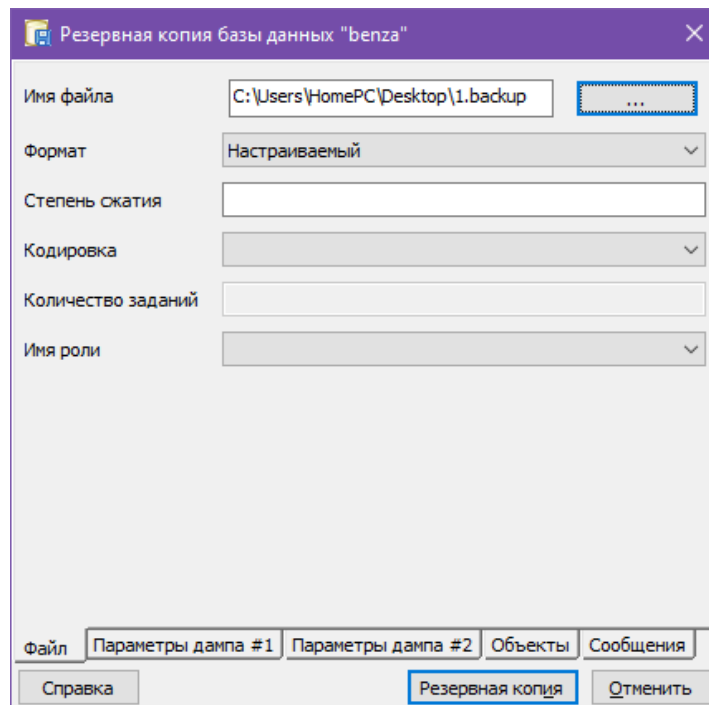 Резервная копия базы данных "benza"
Имя файла
C:\Users\HomePC\Desktop\1.backup
...
Формат
Настраиваемый
Степень сжатия
Кодировка
Количество заданий
Имя роли
Файл
Параметры дампа #1
Параметры дампа #2
Объекты
Сообщения
Справка
Резервная копия
Отменить